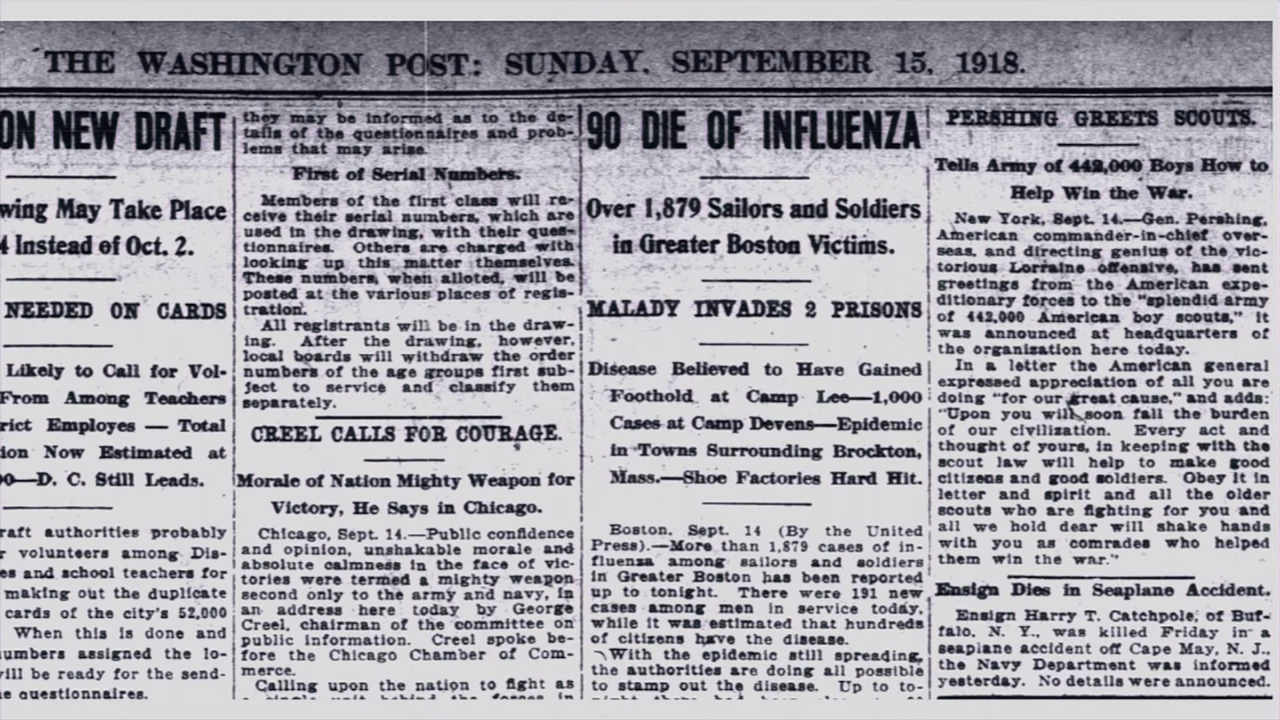 THE WASHINGTON POST: SUNDAY, SEPTEMBER 15, 1918.
ON NEW DRAFT
wing May Take Place
4 Instead of Oct. 2.
NEEDED ON CARDS
Likely to Call for Vol-
From Among Teachers
rict Employes — Total
ion Now Estimated at
00—D. C. Still Leads.
raft authorities probably
r volunteers among Dis-
es and school teachers for
making out the duplicate
cards of the city's 52,000
When this is done and
umbers assigned the lo-
will be ready for the send-
e questionnaires.
they may be informed as to the de-
tails of the questionnaires and prob-
lems that may arise.
First of Serial Numbers.
Members of the first class will re-
ceive their serial numbers, which are
used in the drawing, with their ques-
tionnaires. Others are charged with
looking up this matter themselves.
These numbers, when alloted, will be
posted at the various places of regis-
tration.
All registrants will be in the draw-
ing. After the drawing, however,
local boards will withdraw the order
numbers of the age groups first sub-
ject to service and classify them
separately.
CREEL CALLS FOR COURAGE.
Morale of Nation Mighty Weapon for
Victory, He Says in Chicago.
Chicago, Sept. 14.—Public confidence
and opinion, unshakable morale and
absolute calmness in the face of vic-
tories were termed a mighty weapon
second only to the army and navy, in
an address here today by George
Creel, chairman of the committee on
public information. Creel spoke be-
fore the Chicago Chamber of Com-
merce.
Calling upon the nation to fight as
90 DIE OF INFLUENZA
Over 1,879 Sailors and Soldiers
in Greater Boston Victims.
MALADY INVADES 2 PRISONS
Disease Believed to Have Gained
Foothold at Camp Lee—1,000
Cases at Camp Devens—Epidemic
in Towns Surrounding Brockton,
Mass.—Shoe Factories Hard Hit.
Boston, Sept. 14 (By the United
Press).—More than 1,879 cases of in-
fluenza among sailors and soldiers
in Greater Boston has been reported
up to tonight. There were 191 new
cases among men in service today,
while it was estimated that hundreds
of citizens have the disease.
With the epidemic still spreading,
the authorities are doing all possible
to stamp out the disease. Up to to-
PERSHING GREETS SCOUTS.
Tells Army of 442,000 Boys How to
Help Win the War.
New York, Sept. 14.—Gen. Pershing,
American commander-in-chief over-
seas, and directing genius of the vic-
torious Lorraine offensive, has sent
greetings from the American expe-
ditionary forces to the "splendid army
of 442,000 American boy scouts," it
was announced at headquarters of
the organization here today.
In a letter the American general
expressed appreciation of all you are
doing "for our great cause," and adds:
"Upon you will soon fall the burden
of our civilization. Every act and
thought of yours, in keeping with the
scout law will help to make good
citizens and good soldiers. Obey it in
letter and spirit and all the older
scouts who are fighting for you and
all we hold dear will shake hands
with you as comrades who helped
them win the war."
Ensign Dies in Seaplane Accident.
Ensign Harry T. Catchpole, of Buf-
falo, N. Y., was killed Friday in a
seaplane accident off Cape May, N. J.,
the Navy Department was informed
yesterday. No details were announced.